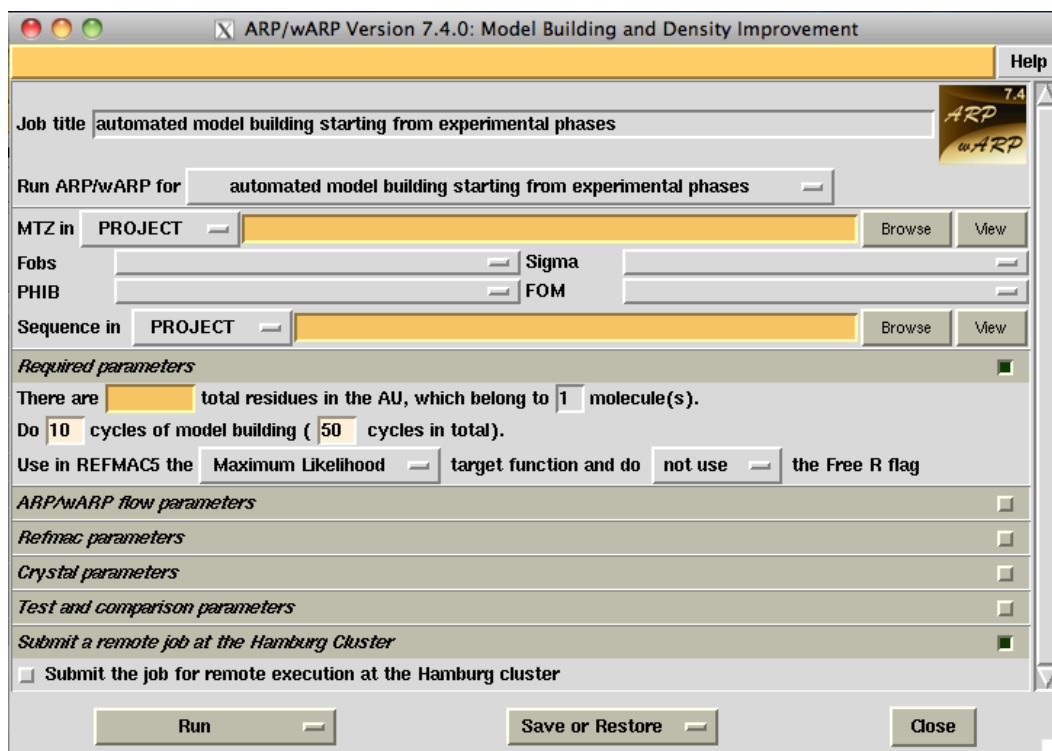 X ARP/wARP Version 7.4.0: Model Building and Density Improvement
Help
7.4
ARP
wARP
Job title automated model building starting from experimental phases
Run ARP/wARP for automated model building starting from experimental phases
MTZ in PROJECT Browse View
Fobs Sigma
PHIB FOM
Sequence in PROJECT Browse View
Required parameters
There are total residues in the AU, which belong to 1 molecule(s).
Do 10 cycles of model building ( 50 cycles in total).
Use in REFMAC5 the Maximum Likelihood target function and do not use the Free R flag
ARP/wARP flow parameters
Refmac parameters
Crystal parameters
Test and comparison parameters
Submit a remote job at the Hamburg Cluster
Submit the job for remote execution at the Hamburg cluster
Run Save or Restore Close